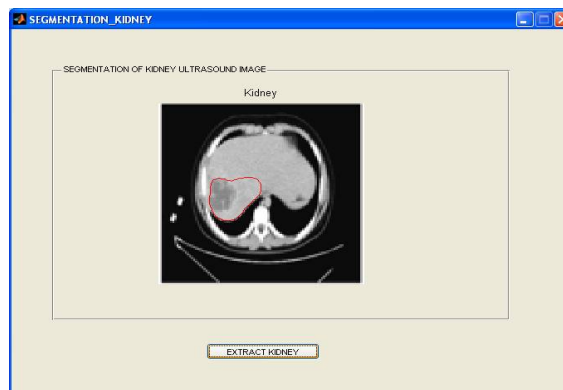 SEGMENTATION_KIDNEY
SEGMENTATION OF KIDNEY ULTRASOUND IMAGE
Kidney
EXTRACT KIDNEY